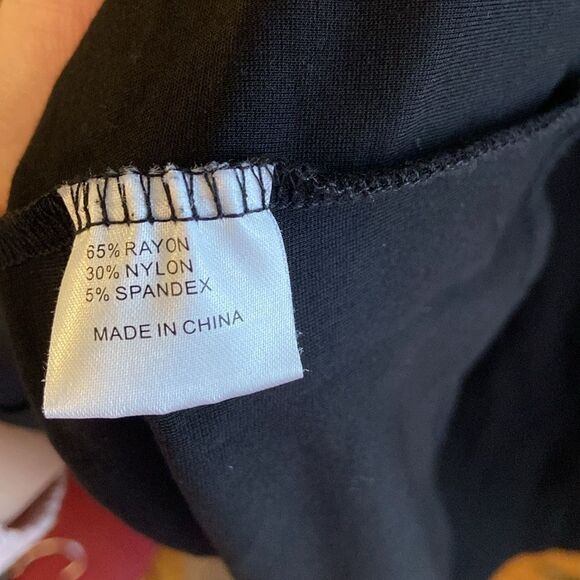 65% RAYON
30% NYLON
5% SPANDEX
MADE IN CHINA